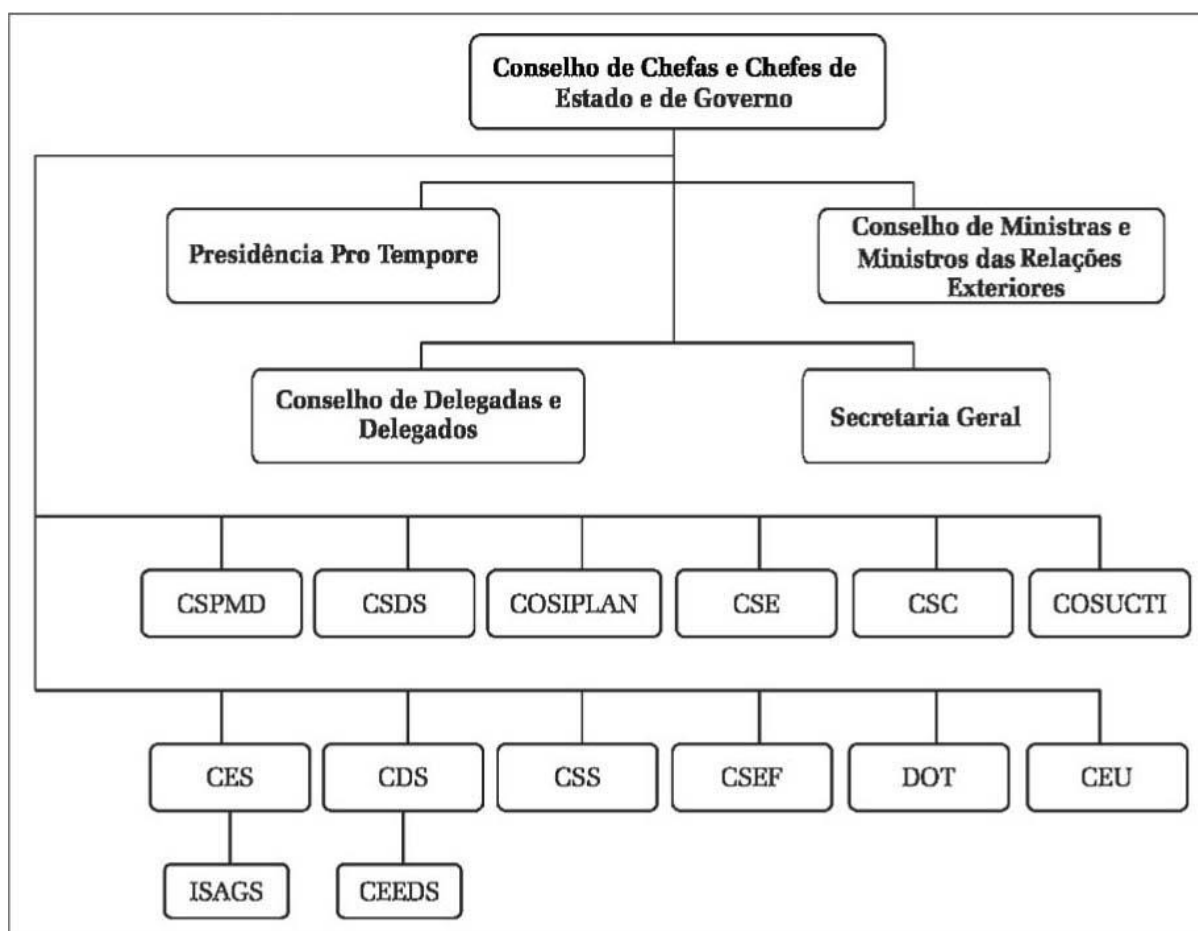 Conselho de Chefas e Chefes de
Estado e de Governo
Presidência Pro Tempore
Conselho de Ministras e
Ministros das Relações
Exteriores
Conselho de Delegadas e
Delegados
Secretaria Geral
CSPMD
CSDS
COSIPLAN
CSE
CSC
COSUCTI
CES
CDS
CSS
CSEF
DOT
CEU
ISAGS
CEEDS